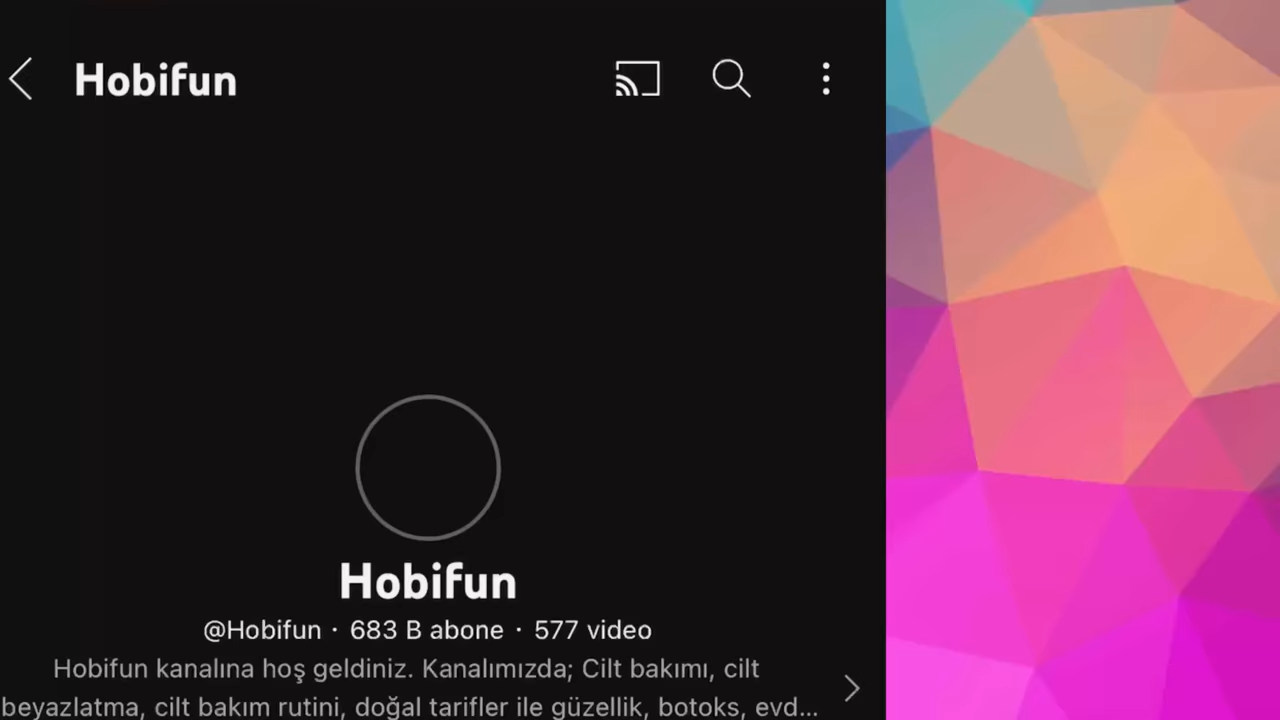 Hobifun
Hobifun
@Hobifun · 683 B abone · 577 video
Hobifun kanalına hoş geldiniz. Kanalımızda; Cilt bakımı, cilt
beyazlatma, cilt bakım rutini, doğal tarifler ile güzellik, botoks, evd...